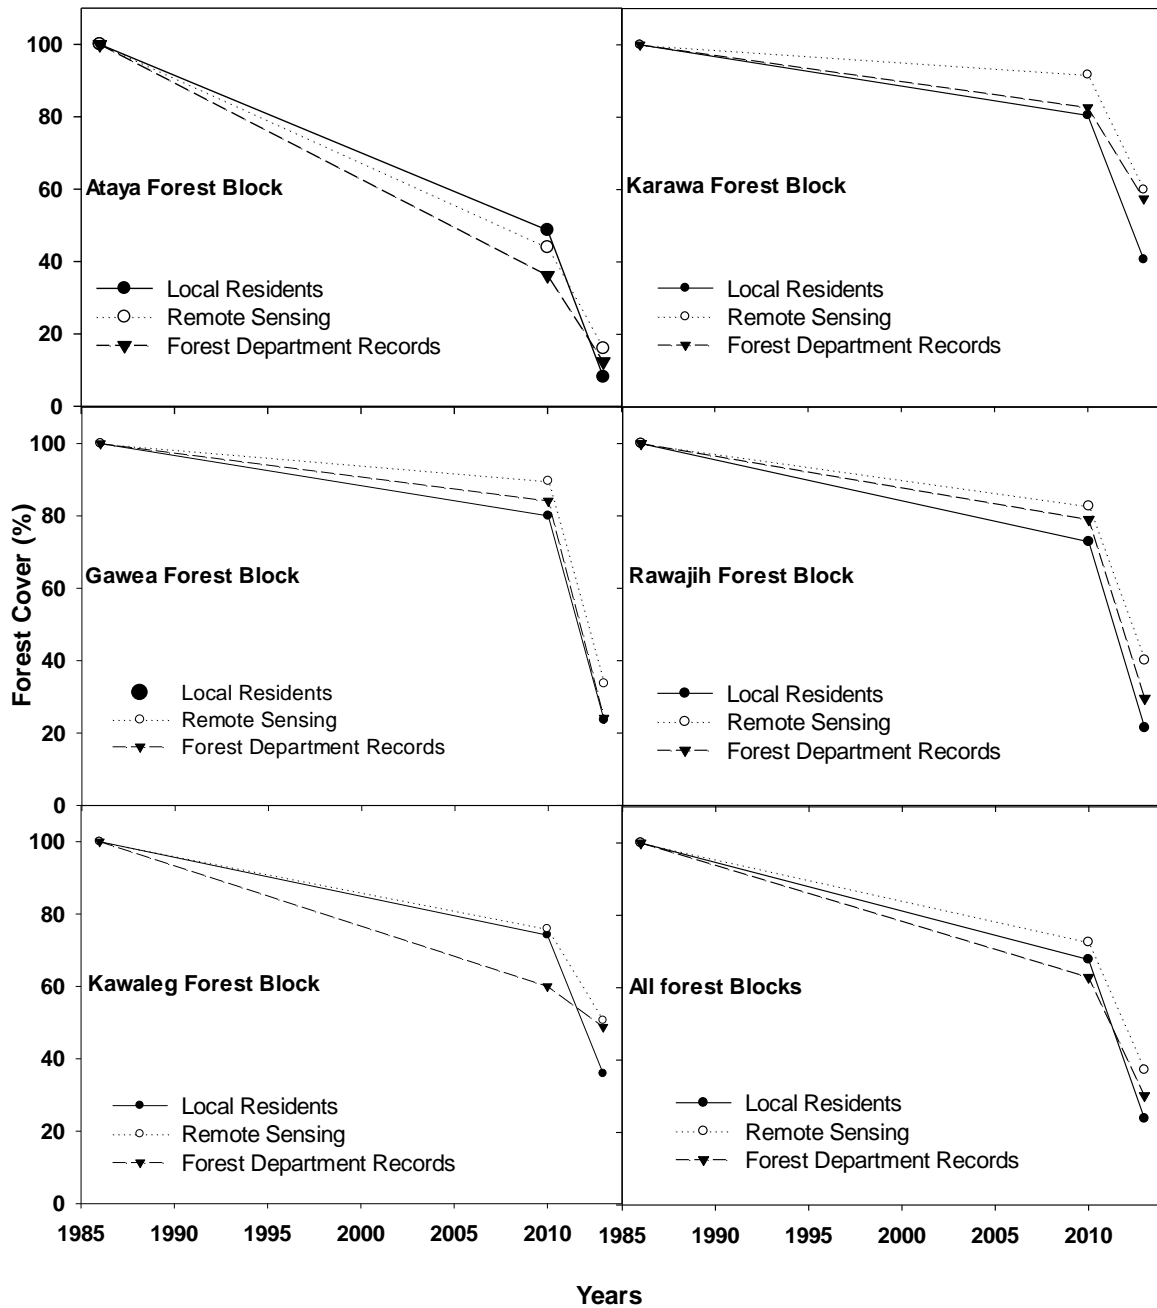 100
80
60
40
20
0
Ataya Forest Block
Local Residents
Remote Sensing
Forest Department Records
Karawa Forest Block
Local Residents
Remote Sensing
Forest Department Records
Forest Cover (%)
100
80
60
40
20
0
Gawea Forest Block
Local Residents
Remote Sensing
Forest Department Records
Rawajih Forest Block
Local Residents
Remote Sensing
Forest Department Records
100
80
60
40
20
0
Kawaleg Forest Block
Local Residents
Remote Sensing
Forest Department Records
All forest Blocks
Local Residents
Remote Sensing
Forest Department Records
1985 1990 1995 2000 2005 2010 1985 1990 1995 2000 2005 2010
Years